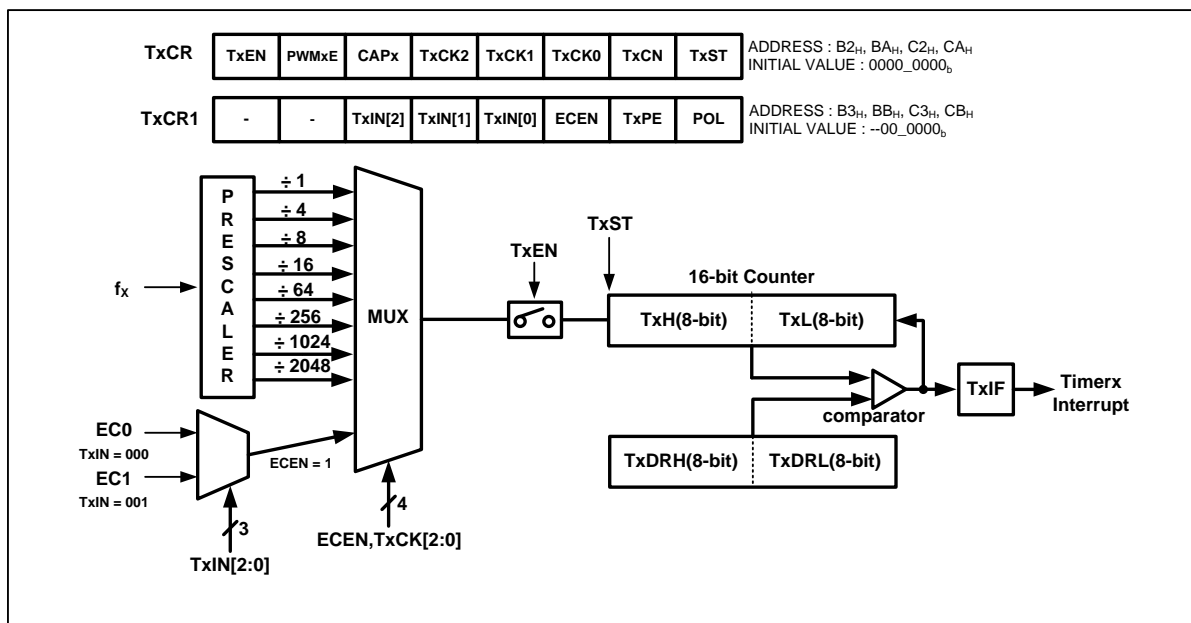 TxCR TxEN PWMxE CAPx TxCK2 TxCK1 TxCK0 TxCN TxST ADDRESS : B2H, BAH, C2H, CAH
INITIAL VALUE : 0000_0000b
TxCR1 - - TxIN[2] TxIN[1] TxIN[0] ECEN TxPE POL ADDRESS : B3H, BBH, C3H, CBH
INITIAL VALUE : --00_0000b
fX
PRESCALER
÷ 1
÷ 4
÷ 8
÷ 16
÷ 64
÷ 256
÷ 1024
÷ 2048
MUX
EC0
TxIN = 000
EC1
TxIN = 001
ECEN = 1
3
TxIN[2:0]
4
ECEN,TxCK[2:0]
TxEN
TxST
16-bit Counter
TxH(8-bit) TxL(8-bit)
comparator
TxDRH(8-bit) TxDRL(8-bit)
TxIF
Timerx
Interrupt